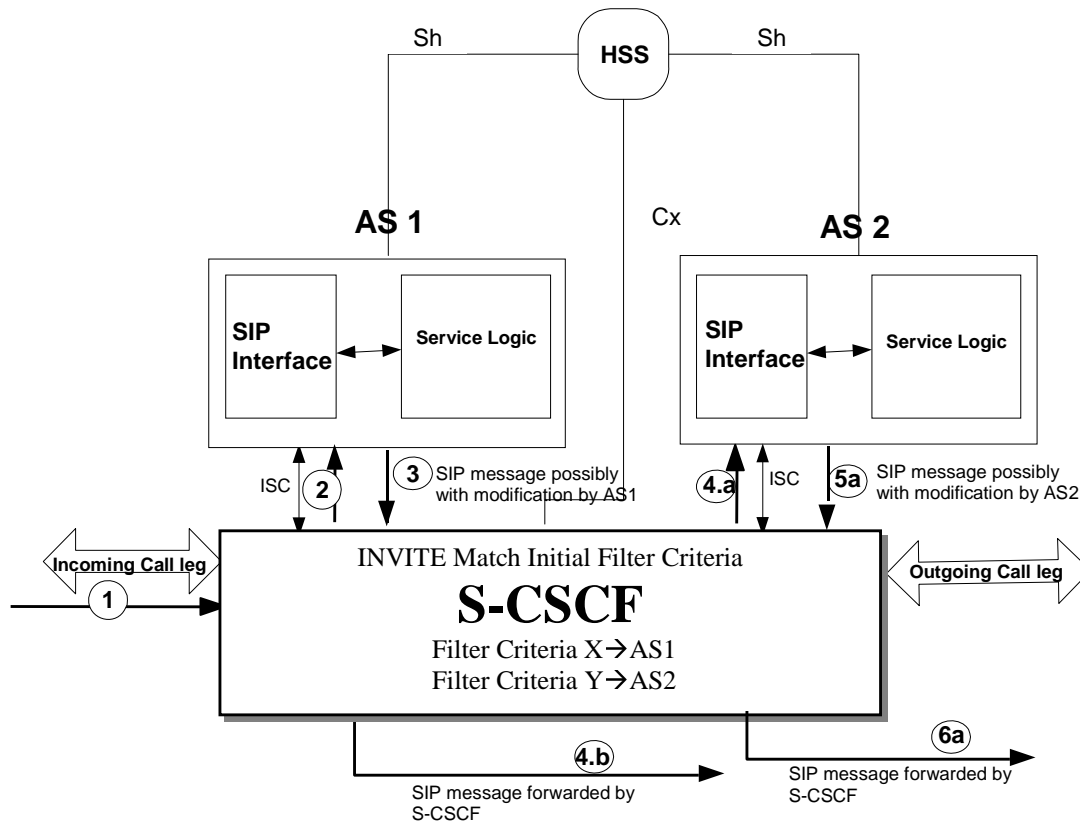 Sh
HSS
Sh
Cx
AS 1
AS 2
SIP
Interface
Service Logic
SIP
Interface
Service Logic
ISC
2
3
SIP message possibly
with modification by AS1
4.a
ISC
5a
SIP message possibly
with modification by AS2
Incoming Call leg
1
INVITE Match Initial Filter Criteria
S-CSCF
Filter Criteria X→AS1
Filter Criteria Y→AS2
Outgoing Call leg
4.b
SIP message forwarded by
S-CSCF
6a
SIP message forwarded by
S-CSCF